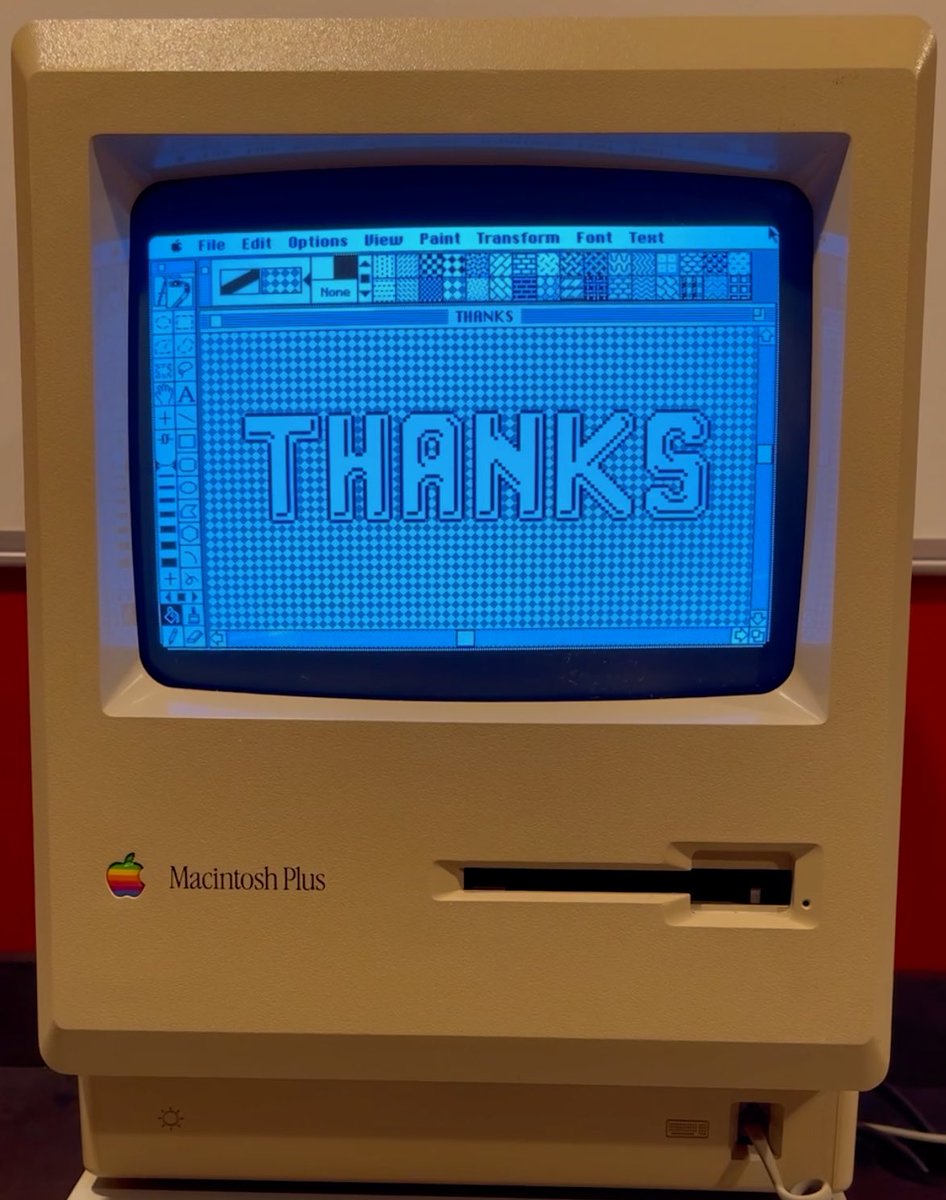 File Edit Options View Paint Transform Font Text
None
THANKS
A
THANKS
Macintosh Plus